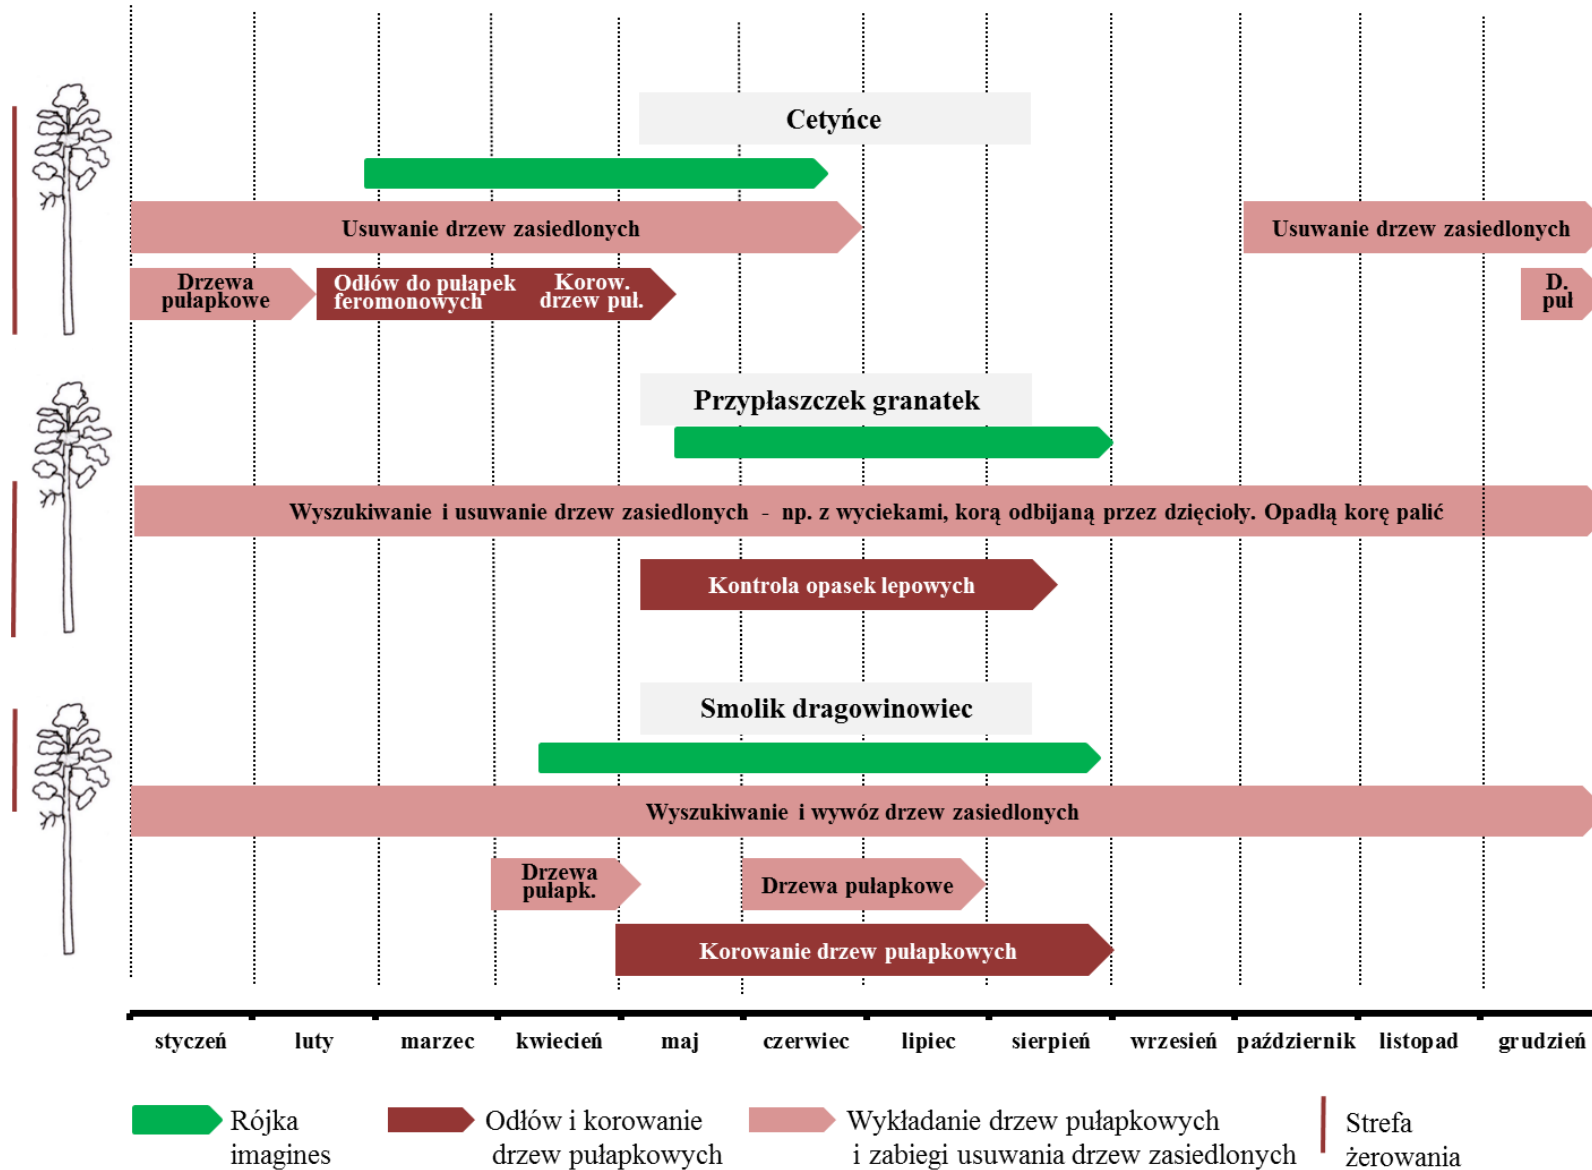 Cetyńce
Usuwanie drzew zasiedlonych
Usuwanie drzew zasiedlonych
Drzewa
pułapkowe
Odłów do pułapek
feromonowych
Korow.
drzew puł.
D.
puł
Przypłaszczek granatek
Wyszukiwanie i usuwanie drzew zasiedlonych - np. z wyciekami, korą odbijaną przez dzięcioły. Opadłą korę palić
Kontrola opasek lepowych
Smolik dragowinowiec
Wyszukiwanie i wywóz drzew zasiedlonych
Drzewa
pułapk.
Drzewa pułapkowe
Korowanie drzew pułapkowych
styczeń luty marzec kwiecień maj czerwiec lipiec sierpień wrzesień październik listopad grudzień
Rójka
imagines
Odłów i korowanie
drzew pułapkowych
Wykładanie drzew pułapkowych
i zabiegi usuwania drzew zasiedlonych
Strefa
żerowania